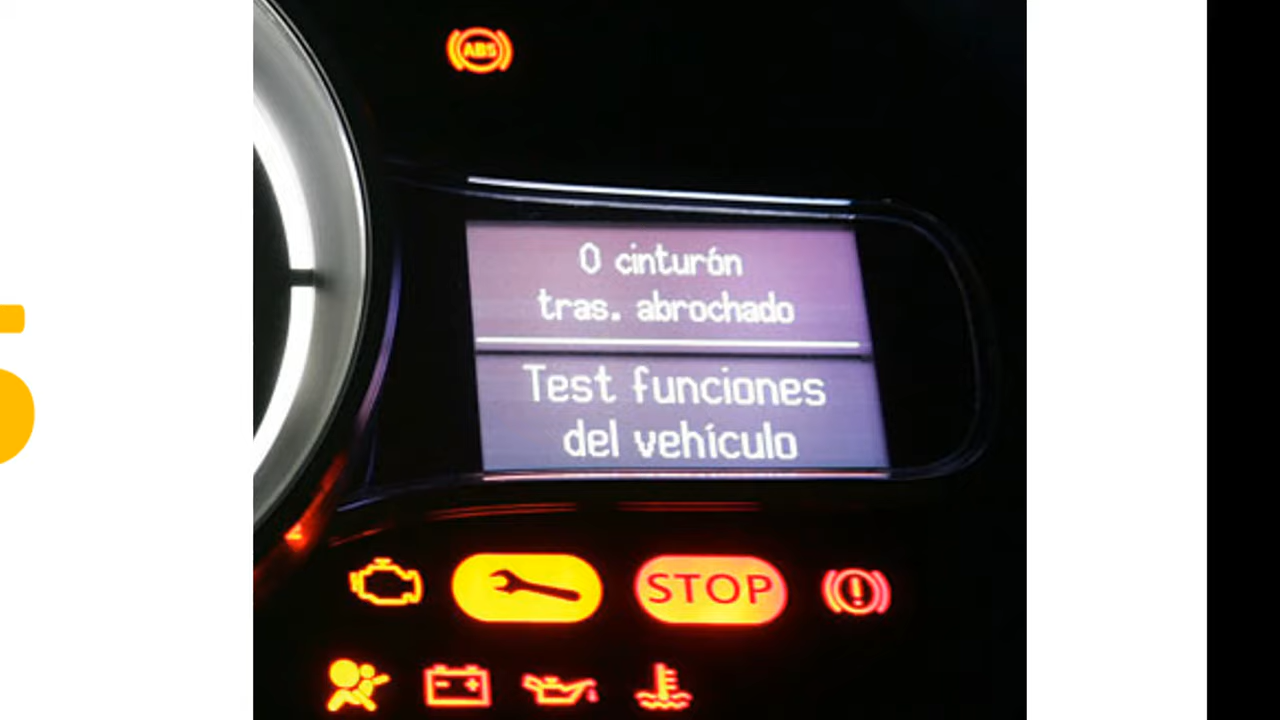 ABS
0 cinturón
tras. abrochado
Test funciones
del vehículo
STOP